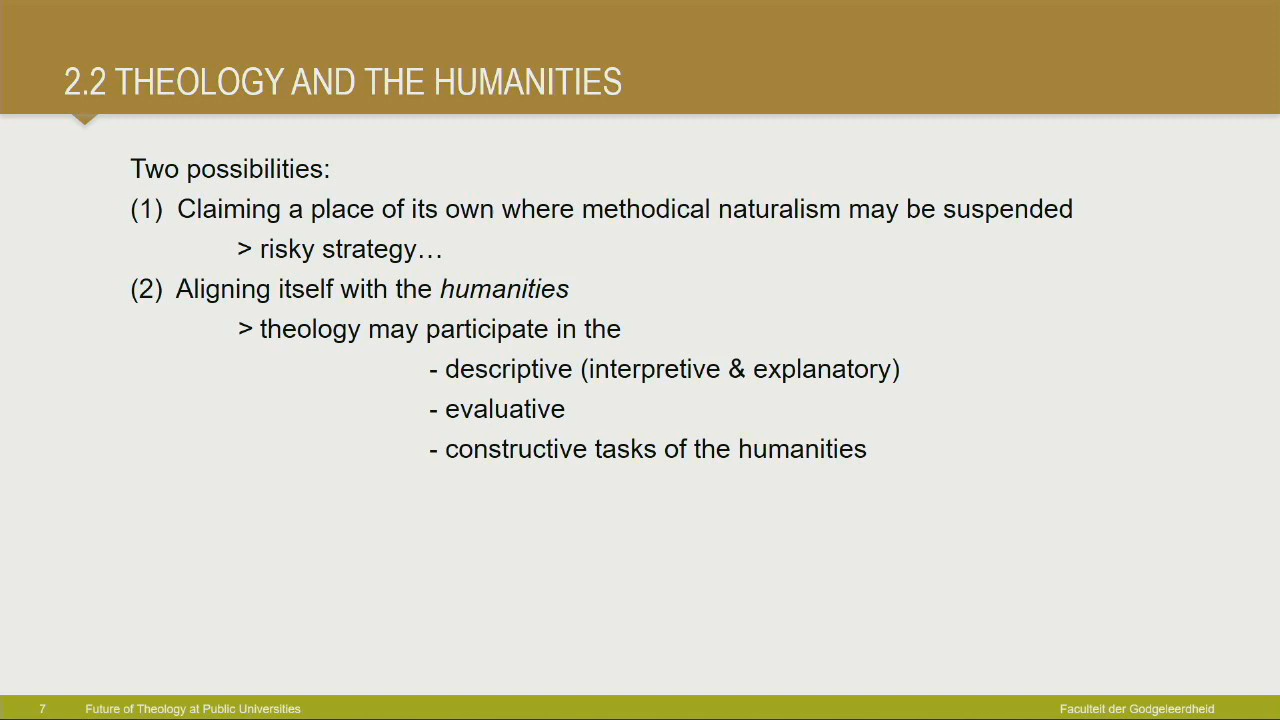 2.2 THEOLOGY AND THE HUMANITIES
Two possibilities:
(1) Claiming a place of its own where methodical naturalism may be suspended
> risky strategy…
(2) Aligning itself with the humanities
> theology may participate in the
- descriptive (interpretive & explanatory)
- evaluative
- constructive tasks of the humanities
7 Future of Theology at Public Universities Faculteit der Godgeleerdheid